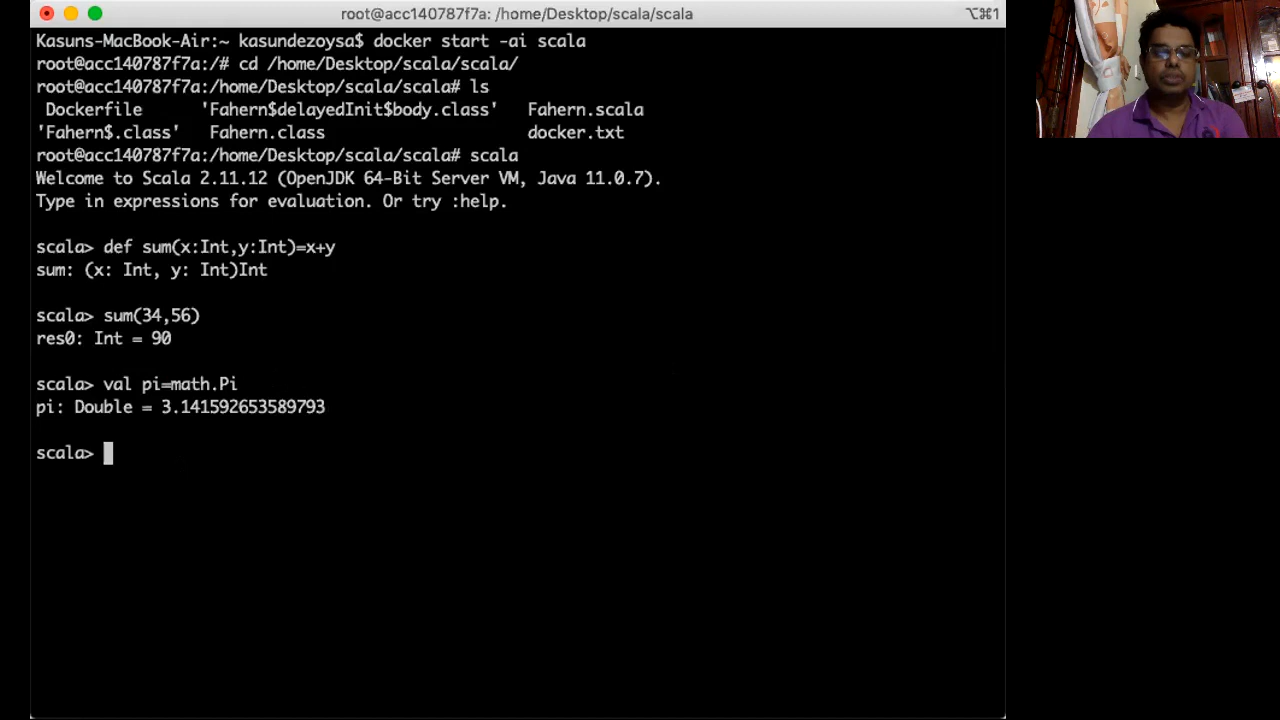 root@acc140787f7a: /home/Desktop/scala/scala
⌥⌘1
Kasuns-MacBook-Air:~ kasundezoysa$ docker start -ai scala
root@acc140787f7a:/# cd /home/Desktop/scala/scala/
root@acc140787f7a:/home/Desktop/scala/scala# ls
Dockerfile 'Fahern$delayedInit$body.class' Fahern.scala
'Fahern$.class' Fahern.class docker.txt
root@acc140787f7a:/home/Desktop/scala/scala# scala
Welcome to Scala 2.11.12 (OpenJDK 64-Bit Server VM, Java 11.0.7).
Type in expressions for evaluation. Or try :help.
scala> def sum(x:Int,y:Int)=x+y
sum: (x: Int, y: Int)Int
scala> sum(34,56)
res0: Int = 90
scala> val pi=math.Pi
pi: Double = 3.141592653589793
scala>